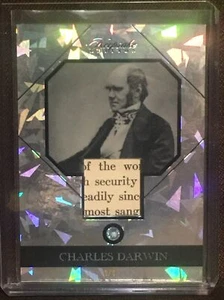 of the wo
h security
eadily sinc
most sang
CHARLES DARWIN